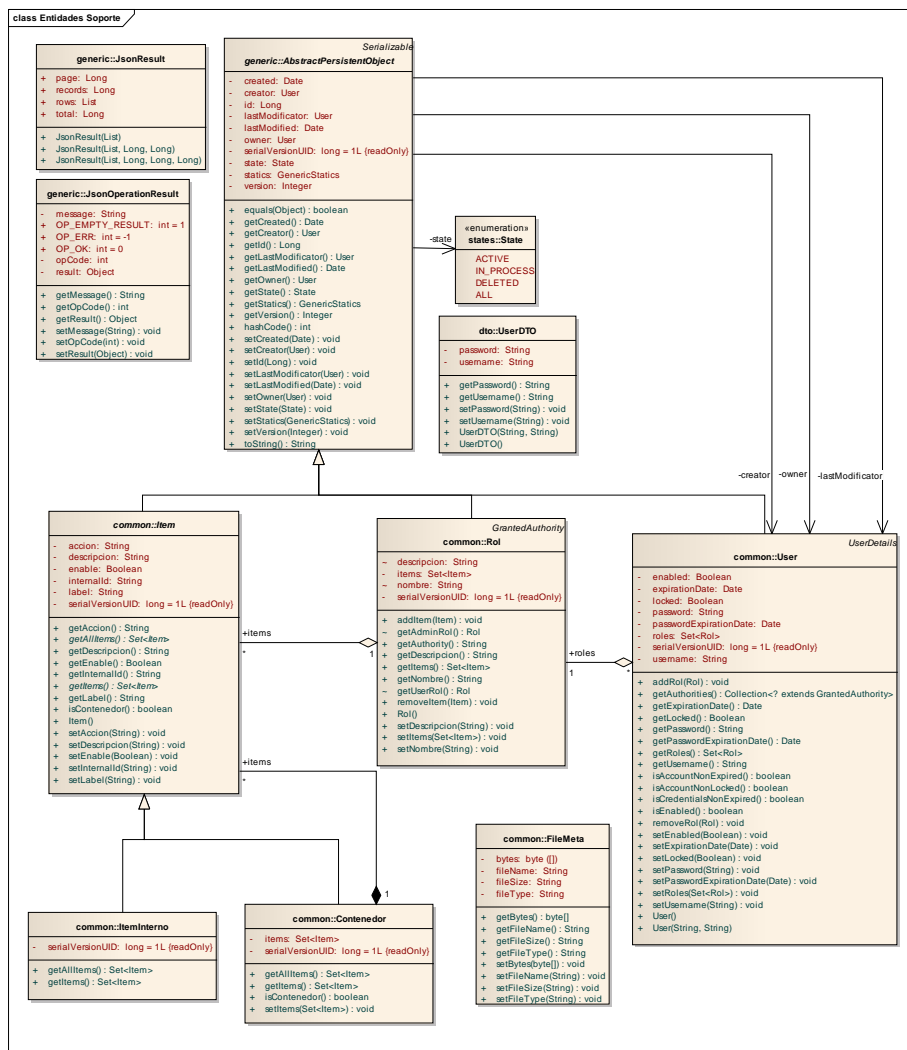 class Entidades Soporte
generic::JsonResult
+ page: Long
+ records: Long
+ rows: List
+ total: Long
+ JsonResult(List)
+ JsonResult(List, Long, Long)
+ JsonResult(List, Long, Long, Long)
generic::JsonOperationResult
- message: String
+ OP_EMPTY_RESULT: int = 1
+ OP_ERR: int = -1
+ OP_OK: int = 0
- opCode: int
- result: Object
+ getMessage() : String
+ getOpCode() : int
+ getResult() : Object
+ setMessage(String) : void
+ setOpCode(int) : void
+ setResult(Object) : void
Serializable
generic::AbstractPersistentObject
- created: Date
- creator: User
- id: Long
- lastModificator: User
- lastModified: Date
- owner: User
- serialVersionUID: long = 1L {readOnly}
- state: State
- statics: GenericStatics
- version: Integer
+ equals(Object) : boolean
+ getCreated() : Date
+ getCreator() : User
+ getId() : Long
+ getLastModificator() : User
+ getLastModified() : Date
+ getOwner() : User
+ getState() : State
+ getStatics() : GenericStatics
+ getVersion() : Integer
+ hashCode() : int
+ setCreated(Date) : void
+ setCreator(User) : void
+ setId(Long) : void
+ setLastModificator(User) : void
+ setLastModified(Date) : void
+ setOwner(User) : void
+ setState(State) : void
+ setStatics(GenericStatics) : void
+ setVersion(Integer) : void
+ toString() : String
-state
«enumeration»
states::State
ACTIVE
IN_PROCESS
DELETED
ALL
dto::UserDTO
- password: String
- username: String
+ getPassword() : String
+ getUsername() : String
+ setPassword(String) : void
+ setUsername(String) : void
+ UserDTO(String, String)
+ UserDTO()
-creator
-owner
-lastModificator
common::Item
- accion: String
- descripcion: String
- enable: Boolean
- internalId: String
- label: String
- serialVersionUID: long = 1L {readOnly}
+ getAccion() : String
+ getAllItems() : Set<Item>
+ getDescripcion() : String
+ getEnable() : Boolean
+ getInternalId() : String
+ getItems() : Set<Item>
+ getLabel() : String
+ isContenedor() : boolean
+ Item()
+ setAccion(String) : void
+ setDescripcion(String) : void
+ setEnable(Boolean) : void
+ setInternalId(String) : void
+ setLabel(String) : void
+items
*
1
GrantedAuthority
common::Rol
~ descripcion: String
- items: Set<Item>
~ nombre: String
- serialVersionUID: long = 1L {readOnly}
+ addItem(Item) : void
~ getAdminRol() : Rol
+ getAuthority() : String
+ getDescripcion() : String
+ getItems() : Set<Item>
+ getNombre() : String
~ getUserRol() : Rol
+ removeItem(Item) : void
+ Rol()
+ setDescripcion(String) : void
+ setItems(Set<Item>) : void
+ setNombre(String) : void
+roles
1
*
UserDetails
common::User
- enabled: Boolean
- expirationDate: Date
- locked: Boolean
- password: String
- passwordExpirationDate: Date
- roles: Set<Rol>
- serialVersionUID: long = 1L {readOnly}
- username: String
+ addRol(Rol) : void
+ getAuthorities() : Collection<? extends GrantedAuthority>
+ getExpirationDate() : Date
+ getLocked() : Boolean
+ getPassword() : String
+ getPasswordExpirationDate() : Date
+ getRoles() : Set<Rol>
+ getUsername() : String
+ isAccountNonExpired() : boolean
+ isAccountNonLocked() : boolean
+ isCredentialsNonExpired() : boolean
+ isEnabled() : boolean
+ removeRol(Rol) : void
+ setEnabled(Boolean) : void
+ setExpirationDate(Date) : void
+ setLocked(Boolean) : void
+ setPassword(String) : void
+ setPasswordExpirationDate(Date) : void
+ setRoles(Set<Rol>) : void
+ setUsername(String) : void
+ User()
+ User(String, String)
+items
*
1
common::ItemInterno
- serialVersionUID: long = 1L {readOnly}
+ getAllItems() : Set<Item>
+ getItems() : Set<Item>
common::Contenedor
- items: Set<Item>
- serialVersionUID: long = 1L {readOnly}
+ getAllItems() : Set<Item>
+ getItems() : Set<Item>
+ isContenedor() : boolean
+ setItems(Set<Item>) : void
common::FileMeta
- bytes: byte ([])
- fileName: String
- fileSize: String
- fileType: String
+ getBytes() : byte[]
+ getFileName() : String
+ getFileSize() : String
+ getFileType() : String
+ setBytes(byte[]) : void
+ setFileName(String) : void
+ setFileSize(String) : void
+ setFileType(String) : void